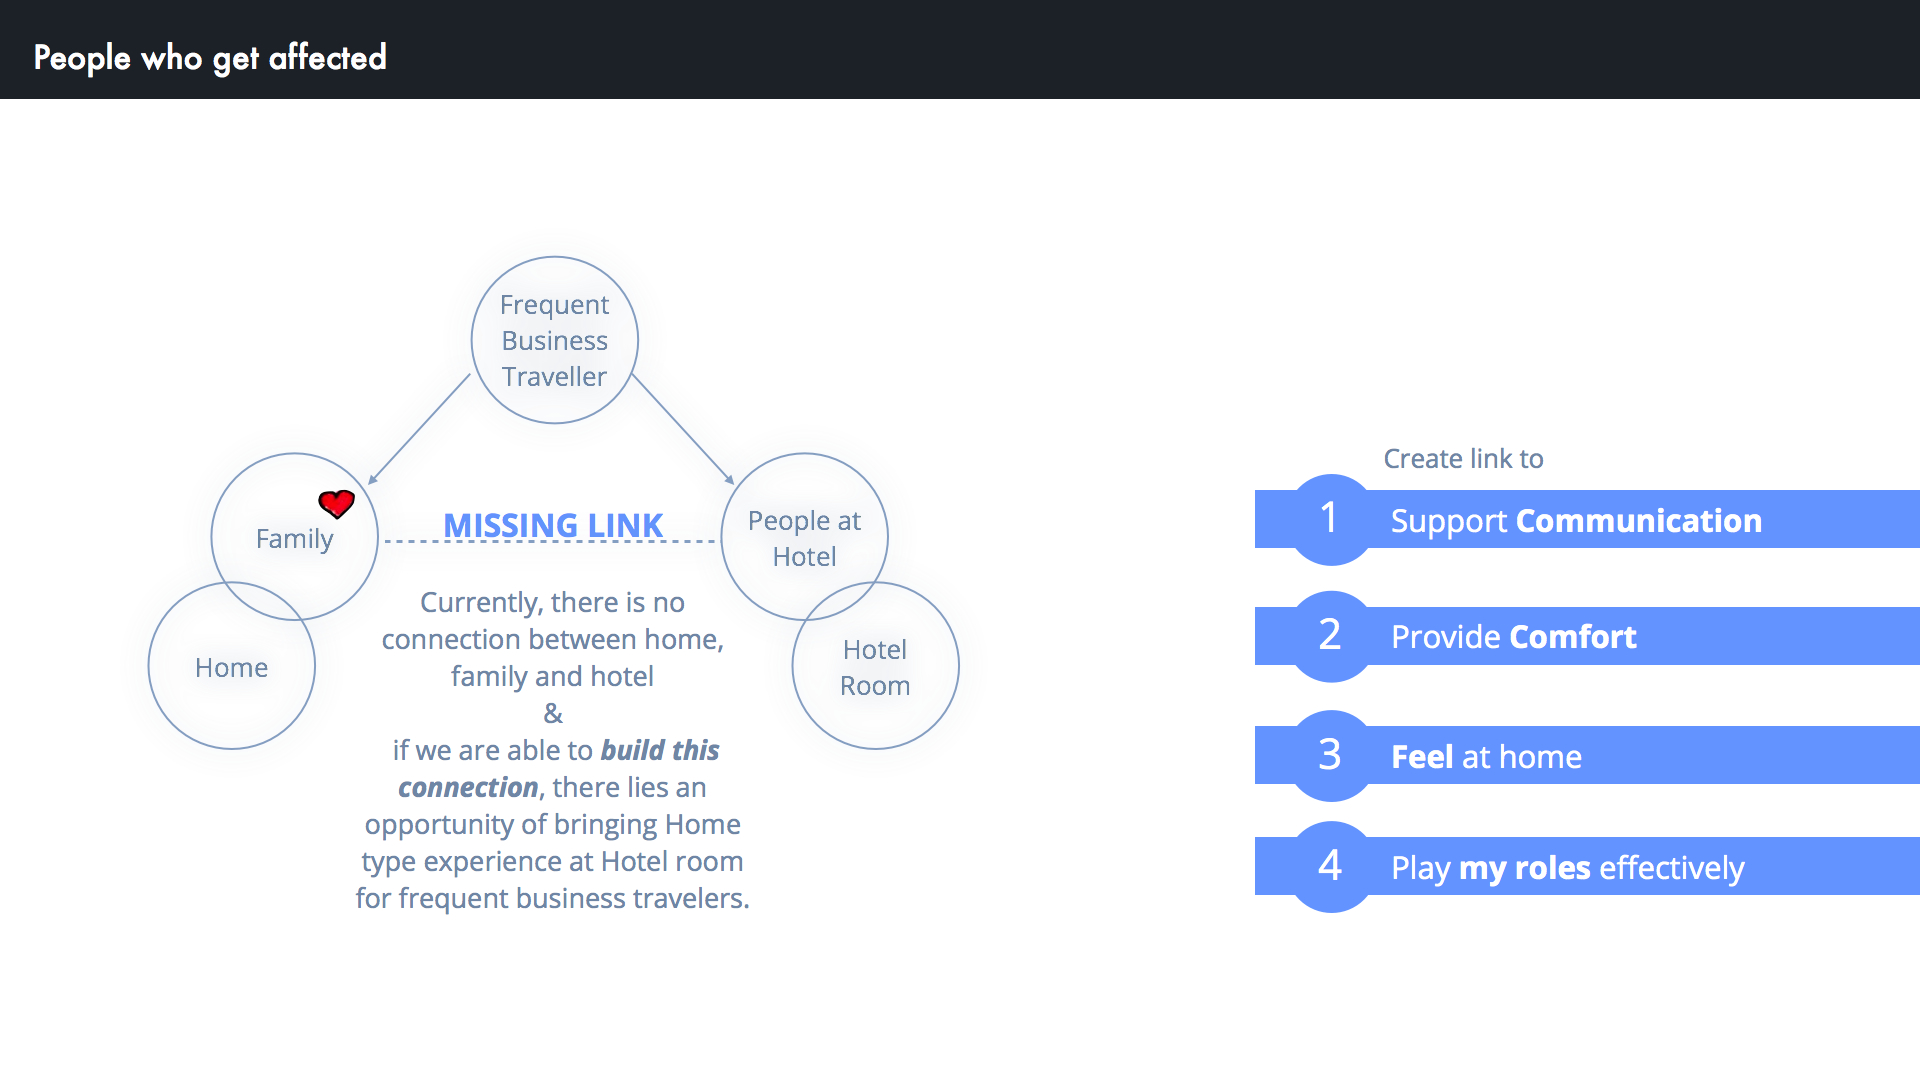 People who get affected
Frequent
Business
Traveller
Family
MISSING LINK
People at
Hotel
Home
Hotel
Room
Currently, there is no
connection between home,
family and hotel
&
if we are able to build this
connection, there lies an
opportunity of bringing Home
type experience at Hotel room
for frequent business travelers.
Create link to
1 Support Communication
2 Provide Comfort
3 Feel at home
4 Play my roles effectively